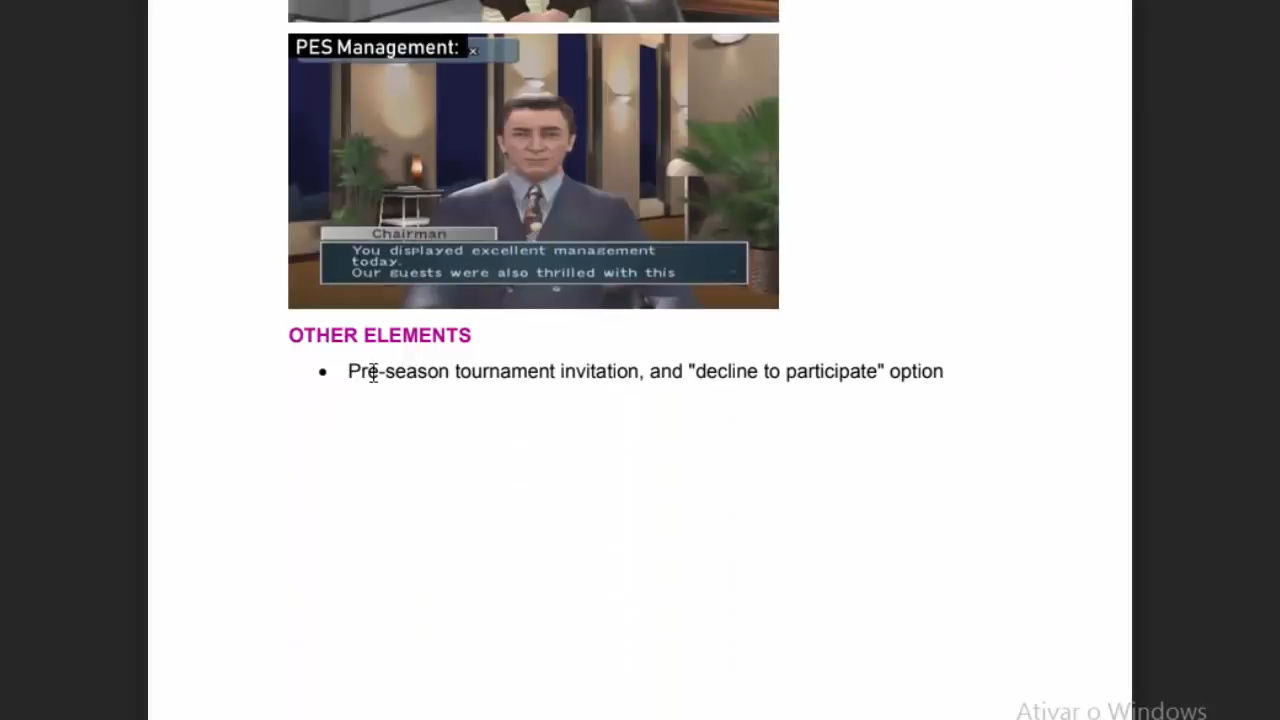 PES Management:
Chairman
You displayed excellent management
today.
Our guests were also thrilled with this
OTHER ELEMENTS
• Pre-season tournament invitation, and "decline to participate" option
Ativar o Windows